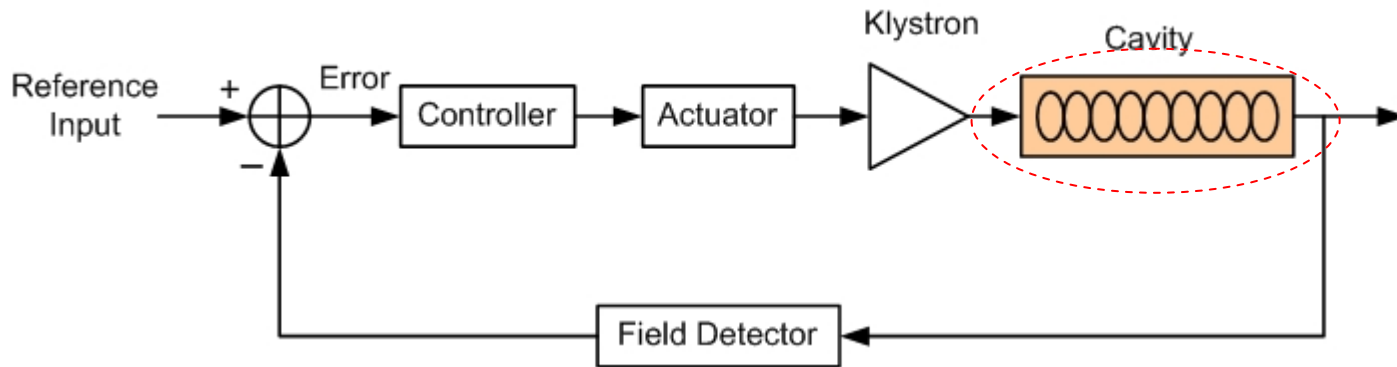 Klystron
Cavity
Reference
Input
+
Error
Controller
Actuator
−
Field Detector